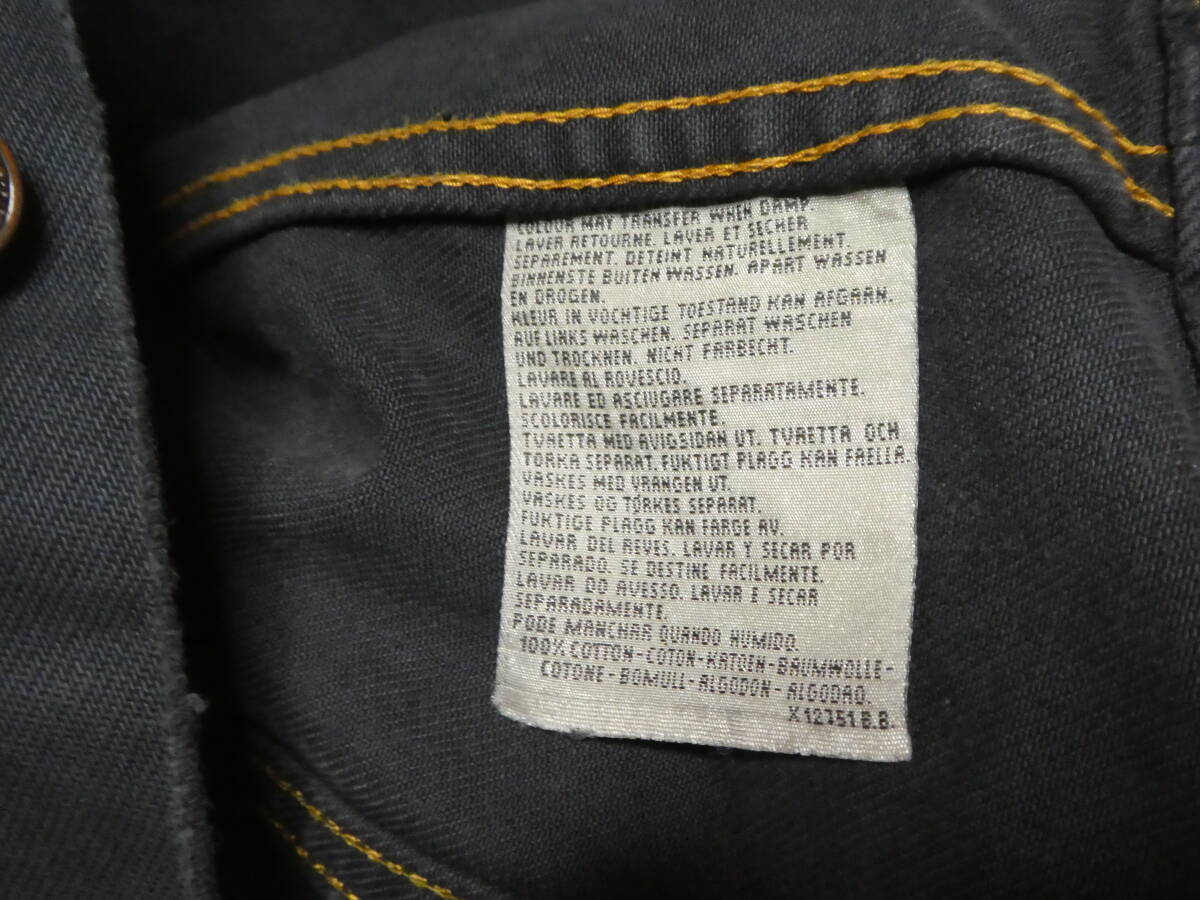 COLOUR MAY TRANSFER WHEN DAMP.
LAVER RETOURNE. LAVER ET SECHER
SEPAREMENT. DETEINT NATURELLEMENT.
BINNENSTE BUITEN WASSEN. APART WASSEN
EN DROGEN.
KLEUR IN VOCHTIGE TOESTAND KAN AFGAAN.
AUF LINKS WASCHEN. SEPARAT WASCHEN
UND TROCKNEN. NICHT FARBECHT.
LAVARE AL ROVESCIO.
LAVARE ED ASCIUGARE SEPARATAMENTE.
SCOLORISCE FACILMENTE.
TVAETTA MED AVIGSIDAN UT. TVAETTA OCH
TORKA SEPARAT. FUKTIGT PLAGG KAN FAELLA.
VASKES MED VRANGEN UT.
VASKES OG TORKES SEPARAT.
FUKTIGE PLAGG KAN FARGE AV.
LAVAR DEL REVES. LAVAR Y SECAR POR
SEPARADO. SE DESTINE FACILMENTE.
LAVAR DO AVESSO. LAVAR E SECAR
SEPARADAMENTE.
PODE MANCHAR QUANDO HUMIDO.
100% COTTON-COTON-KATOEN-BAUMWOLLE-
COTONE-BOMULL-ALGODON-ALGODAO.
X12751 B.B.